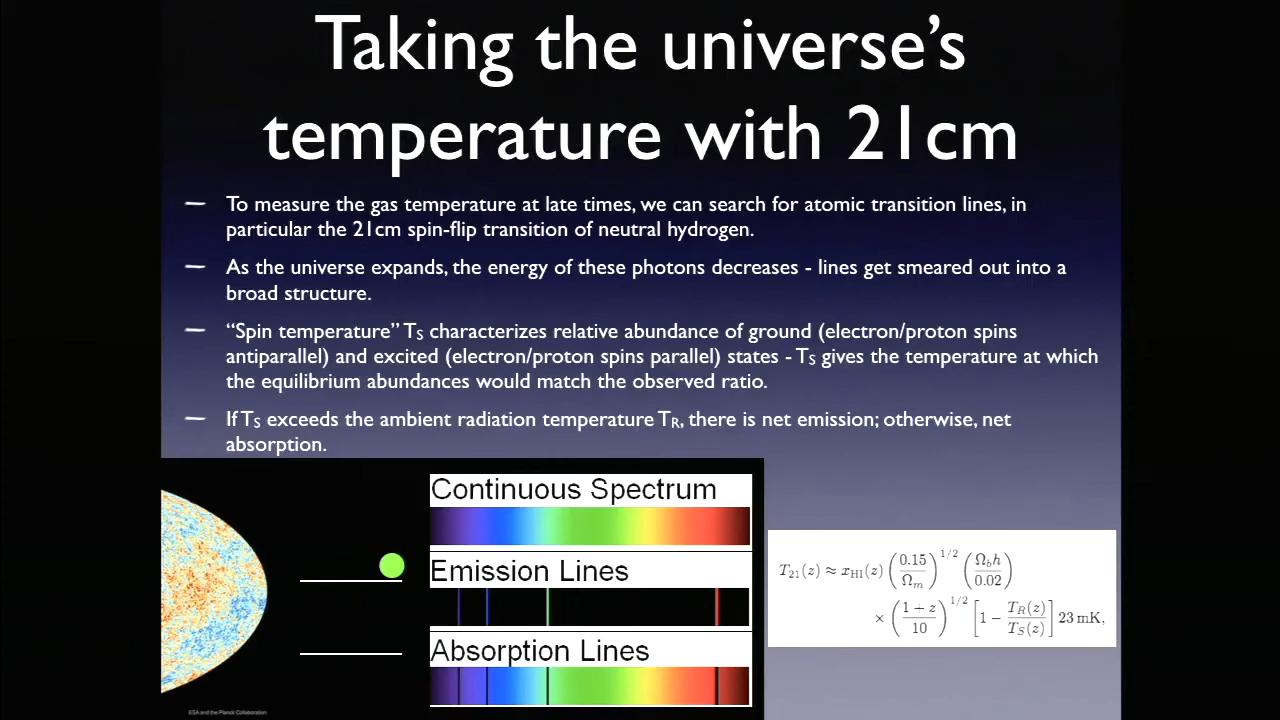 Taking the universe's
temperature with 21cm
— To measure the gas temperature at late times, we can search for atomic transition lines, in
particular the 21cm spin-flip transition of neutral hydrogen.
— As the universe expands, the energy of these photons decreases - lines get smeared out into a
broad structure.
— “Spin temperature” TS characterizes relative abundance of ground (electron/proton spins
antiparallel) and excited (electron/proton spins parallel) states - TS gives the temperature at which
the equilibrium abundances would match the observed ratio.
— If TS exceeds the ambient radiation temperature TR, there is net emission; otherwise, net
absorption.
Continuous Spectrum
Emission Lines
Absorption Lines
ESA and the Planck Collaboration
T₂₁(z) ≈ x_HI(z) (0.15/Ω_m)^1/2 (Ω_b h/0.02)
× ((1 + z)/10)^1/2 [1 − T_R(z)/T_S(z)] 23 mK,